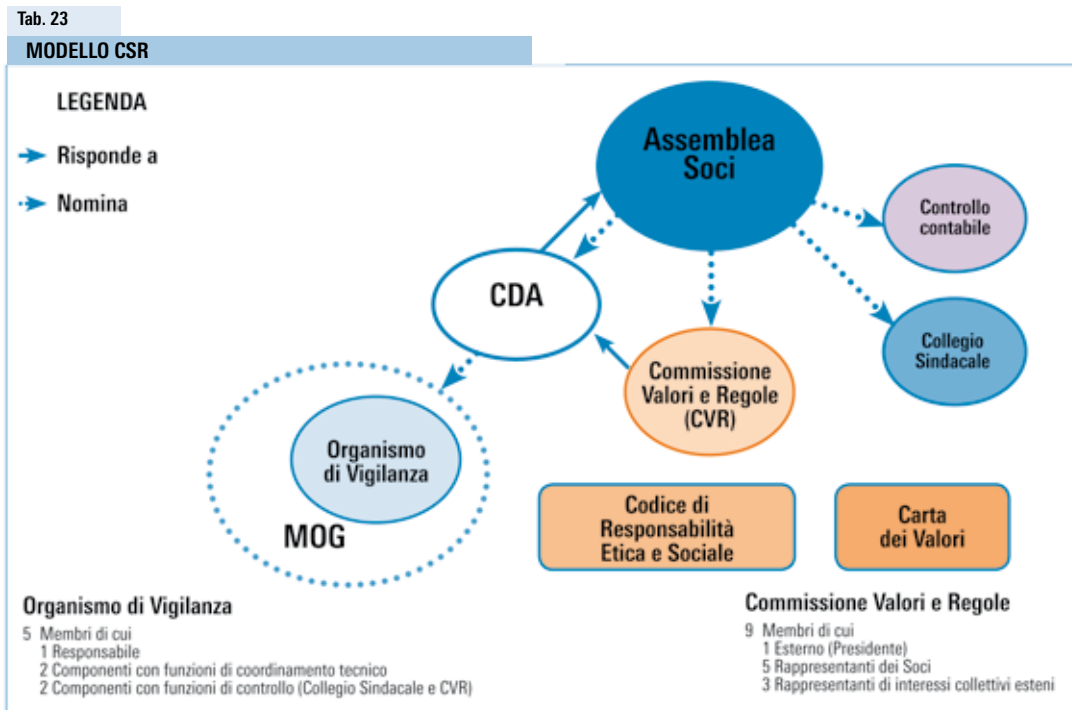 Tab. 23
MODELLO CSR
LEGENDA
Risponde a
Nomina
Assemblea
Soci
Controllo
contabile
CDA
Collegio
Sindacale
Commissione
Valori e Regole
(CVR)
Organismo
di Vigilanza
MOG
Codice di
Responsabilità
Etica e Sociale
Carta
dei Valori
Organismo di Vigilanza
5 Membri di cui
1 Responsabile
2 Componenti con funzioni di coordinamento tecnico
2 Componenti con funzioni di controllo (Collegio Sindacale e CVR)
Commissione Valori e Regole
9 Membri di cui
1 Esterno (Presidente)
5 Rappresentanti dei Soci
3 Rappresentanti di interessi collettivi esteni